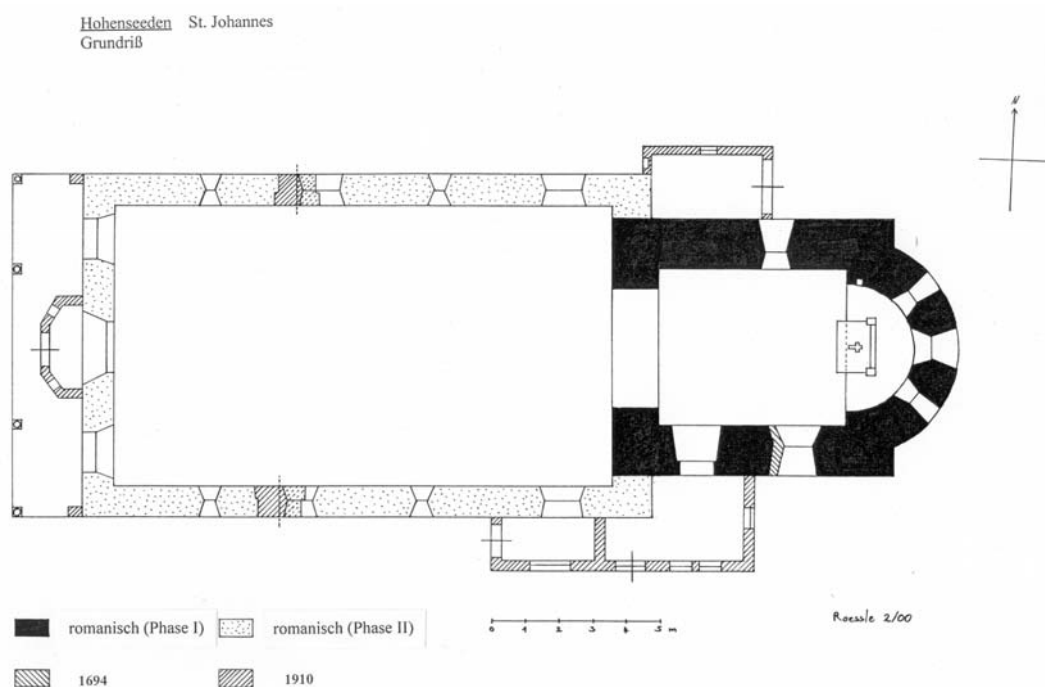 Hohenseeden St. Johannes
Grundriß
N
romanisch (Phase I) romanisch (Phase II)
0 1 2 3 4 5 m
Roessle 2/00
1694 1910